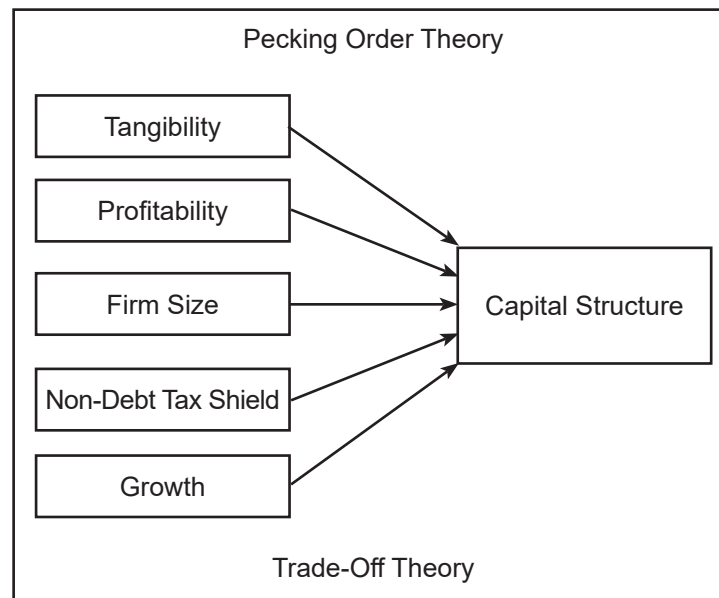 Pecking Order Theory
Tangibility
Profitability
Firm Size
Capital Structure
Non-Debt Tax Shield
Growth
Trade-Off Theory